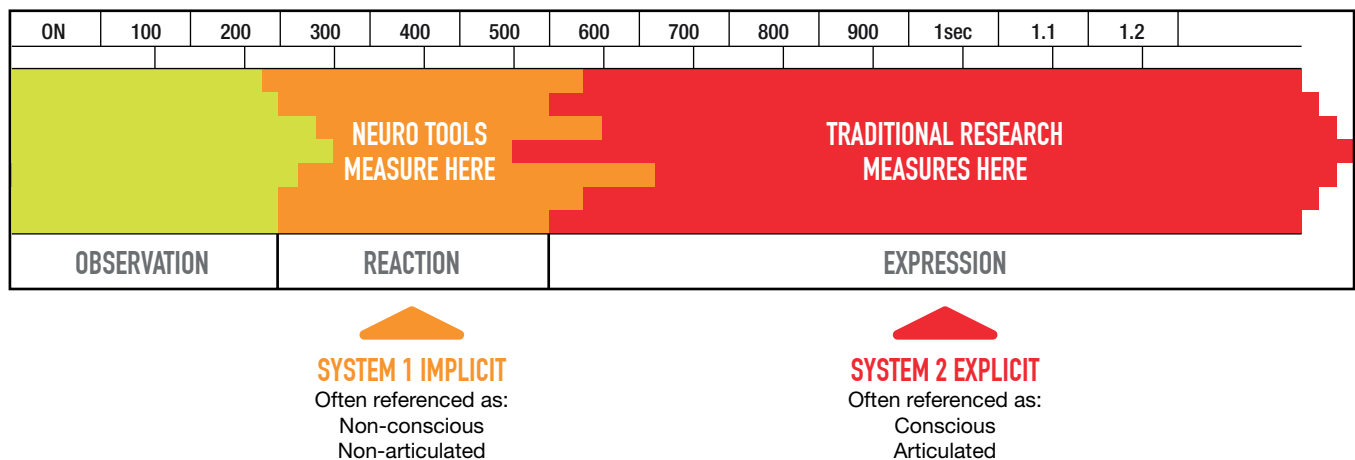 ON 100 200 300 400 500 600 700 800 900 1sec 1.1 1.2
NEURO TOOLS
MEASURE HERE
TRADITIONAL RESEARCH
MEASURES HERE
OBSERVATION REACTION EXPRESSION
SYSTEM 1 IMPLICIT
Often referenced as:
Non-conscious
Non-articulated
SYSTEM 2 EXPLICIT
Often referenced as:
Conscious
Articulated